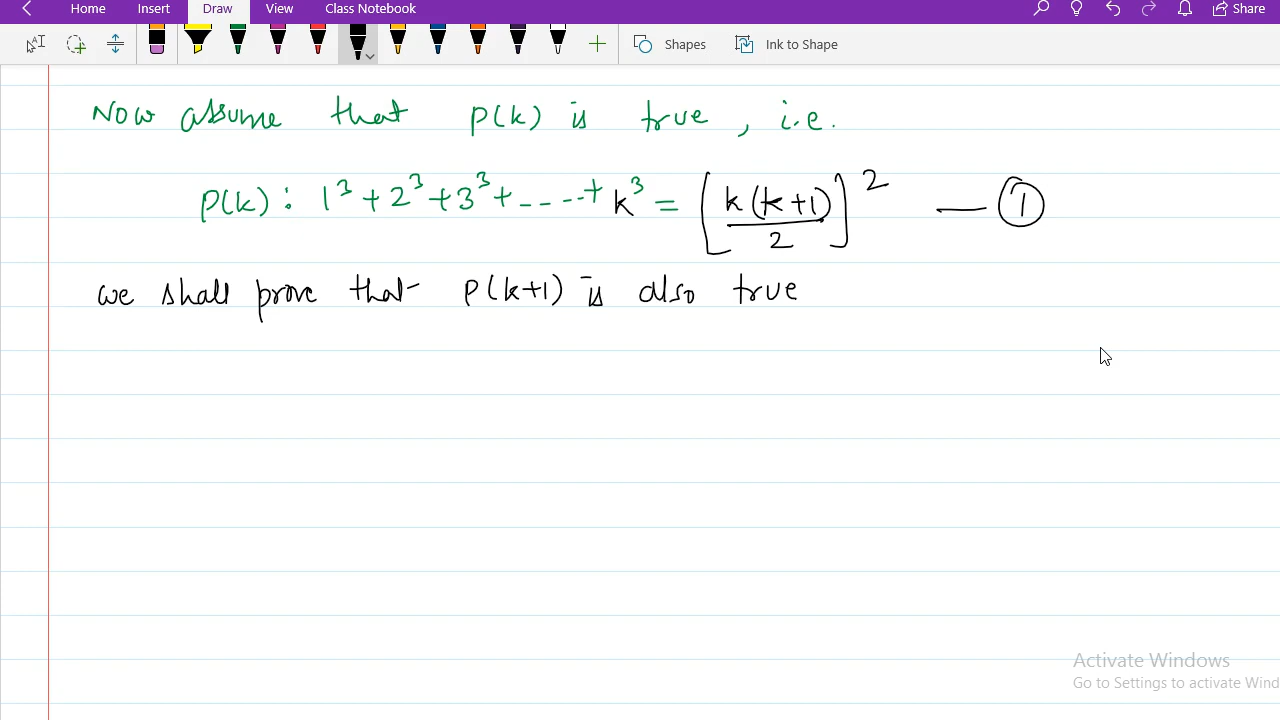 Home Insert Draw View Class Notebook Share
Shapes Ink to Shape
Now assume that P(k) is true, i.e.
P(k): 1³ + 2³ + 3³ + ----- + k³ = [k(k+1)/2]² — ①
we shall prove that P(k+1) is also true
Activate Windows
Go to Settings to activate Wind